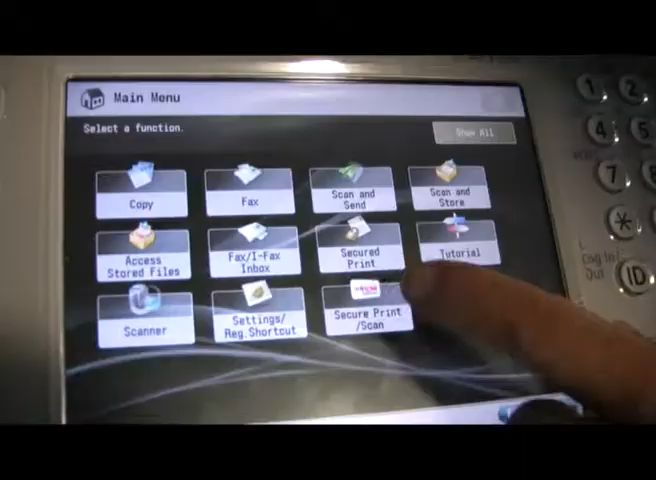 Main Menu
Select a function.
Show All
Copy
Fax
Scan and
Send
Scan and
Store
Access
Stored Files
Fax/I-Fax
Inbox
Secured
Print
Tutorial
Scanner
Settings/
Reg.Shortcut
Secure Print
/Scan
1
2
4
5
7
8
*
0
Log In/
Out
ID